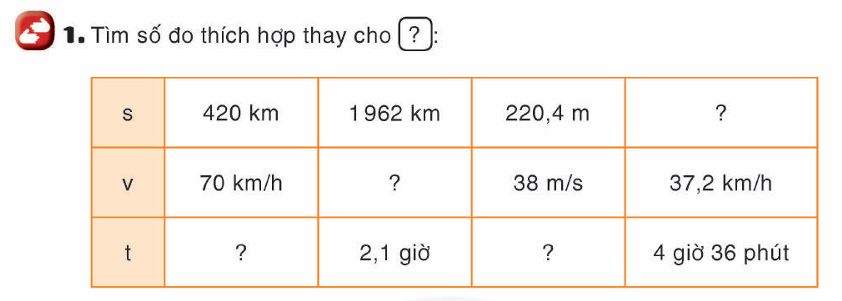 1. Tìm số đo thích hợp thay cho ?:
s 420 km 1 962 km 220,4 m ?
v 70 km/h ? 38 m/s 37,2 km/h
t ? 2,1 giờ ? 4 giờ 36 phút